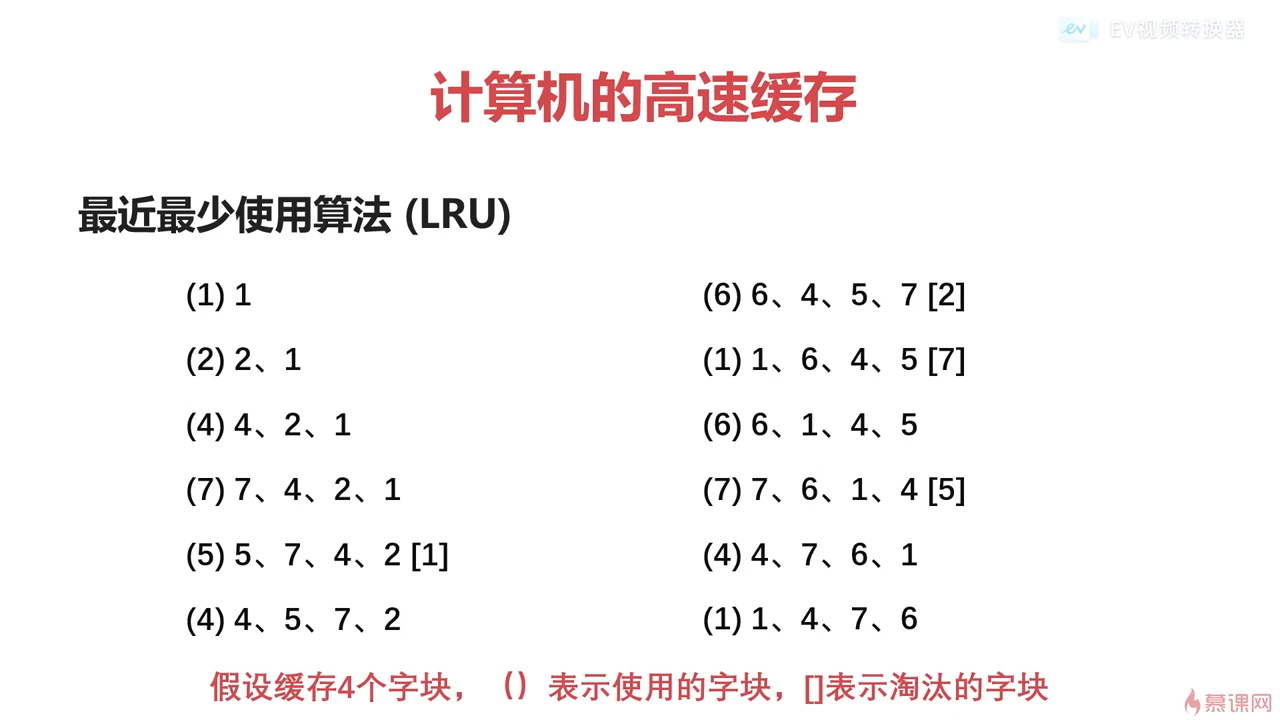 EV视频转换器
计算机的高速缓存
最近最少使用算法 (LRU)
(1) 1
(2) 2、1
(4) 4、2、1
(7) 7、4、2、1
(5) 5、7、4、2 [1]
(4) 4、5、7、2
(6) 6、4、5、7 [2]
(1) 1、6、4、5 [7]
(6) 6、1、4、5
(7) 7、6、1、4 [5]
(4) 4、7、6、1
(1) 1、4、7、6
假设缓存4个字块，（）表示使用的字块，[]表示淘汰的字块
慕课网